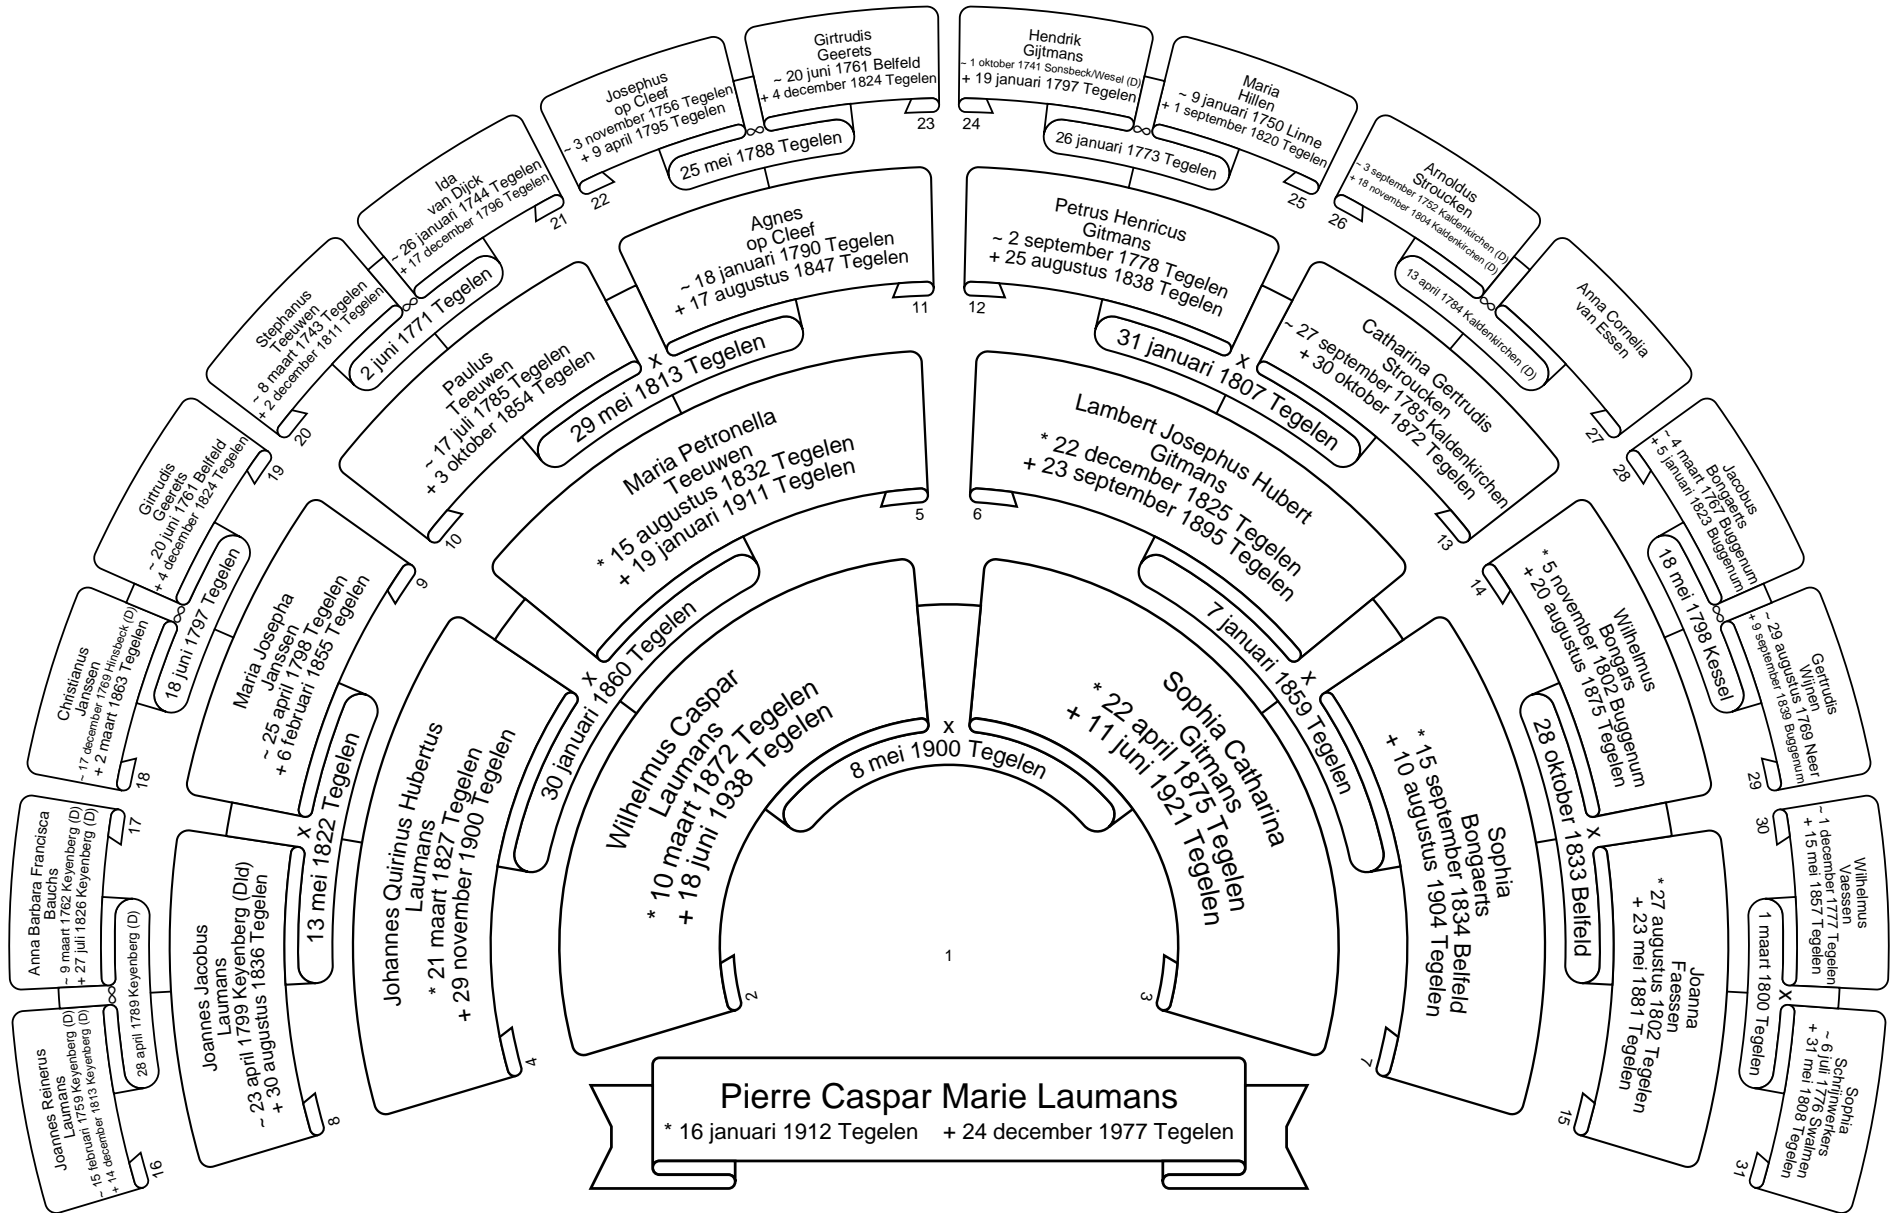 Girtrudis
Geerets
~ 20 juni 1761 Belfeld
+ 4 december 1824 Tegelen
23
Hendrik
Gijtmans
~ 1 oktober 1741 Sonsbeck/Wesel (D)
+ 19 januari 1797 Tegelen
24
Josephus
op Cleef
~ 3 november 1756 Tegelen
+ 9 april 1795 Tegelen
22
∞
25 mei 1788 Tegelen
Maria
Hillen
~ 9 januari 1750 Linne
+ 1 september 1820 Tegelen
25
∞
26 januari 1773 Tegelen
Ida
van Dijck
~ 26 januari 1744 Tegelen
+ 17 december 1796 Tegelen
21
Arnoldus
Stroucken
~ 3 september 1752 Kaldenkirchen (D)
+ 18 november 1804 Kaldenkirchen (D)
26
Stephanus
Teeuwen
~ 8 maart 1743 Tegelen
+ 2 december 1811 Tegelen
20
∞
2 juni 1771 Tegelen
Anna Cornelia
van Essen
27
∞
13 april 1784 Kaldenkirchen (D)
Agnes
op Cleef
~ 18 januari 1790 Tegelen
+ 17 augustus 1847 Tegelen
11
Petrus Henricus
Gitmans
~ 2 september 1778 Tegelen
+ 25 augustus 1838 Tegelen
12
Paulus
Teeuwen
~ 17 juli 1785 Tegelen
+ 3 oktober 1854 Tegelen
10
x
29 mei 1813 Tegelen
Catharina Gertrudis
Stroucken
~ 27 september 1785 Kaldenkirchen
+ 30 oktober 1872 Tegelen
13
x
31 januari 1807 Tegelen
Girtrudis
Geerets
~ 20 juni 1761 Belfeld
+ 4 december 1824 Tegelen
19
Christianus
Janssen
~ 17 december 1769 Hinsbeck (D)
+ 2 maart 1863 Tegelen
18
∞
18 juni 1797 Tegelen
Jacobus
Bongaerts
~ 4 maart 1767 Buggenum
+ 5 januari 1823 Buggenum
28
Gertrudis
Wijnen
~ 29 augustus 1769 Neer
+ 9 september 1839 Buggenum
29
∞
18 mei 1798 Kessel
Maria Petronella
Teeuwen
* 15 augustus 1832 Tegelen
+ 19 januari 1911 Tegelen
5
Lambert Josephus Hubert
Gitmans
* 22 december 1825 Tegelen
+ 23 september 1895 Tegelen
6
Maria Josepha
Janssen
~ 25 april 1798 Tegelen
+ 6 februari 1855 Tegelen
9
Wilhelmus
Bongars
* 5 november 1802 Buggenum
+ 20 augustus 1875 Tegelen
14
Johannes Quirinus Hubertus
Laumans
* 21 maart 1827 Tegelen
+ 29 november 1900 Tegelen
4
x
30 januari 1860 Tegelen
Sophia
Bongaerts
* 15 september 1834 Belfeld
+ 10 augustus 1904 Tegelen
7
x
7 januari 1859 Tegelen
Wilhelmus Caspar
Laumans
* 10 maart 1872 Tegelen
+ 18 juni 1938 Tegelen
2
x
8 mei 1900 Tegelen
Sophia Catharina
Gitmans
* 22 april 1875 Tegelen
+ 11 juni 1921 Tegelen
3
Anna Barbara Francisca
Bauchs
~ 9 maart 1762 Keyenberg (D)
+ 27 juli 1826 Keyenberg (D)
17
Joannes Reinerus
Laumans
~ 15 februari 1759 Keyenberg (D)
+ 14 december 1813 Keyenberg (D)
16
∞
28 april 1789 Keyenberg (D)
Joannes Jacobus
Laumans
~ 23 april 1799 Keyenberg (Dld)
+ 30 augustus 1836 Tegelen
8
x
13 mei 1822 Tegelen
Joanna
Faessen
* 27 augustus 1802 Tegelen
+ 23 mei 1881 Tegelen
15
x
28 oktober 1833 Belfeld
Wilhelmus
Vaessen
~ 1 december 1777 Tegelen
+ 15 mei 1857 Tegelen
30
Sophia
Schrijnwerkers
~ 6 juli 1776 Swalmen
+ 31 mei 1808 Tegelen
31
x
1 maart 1800 Tegelen
1
Pierre Caspar Marie Laumans
* 16 januari 1912 Tegelen + 24 december 1977 Tegelen